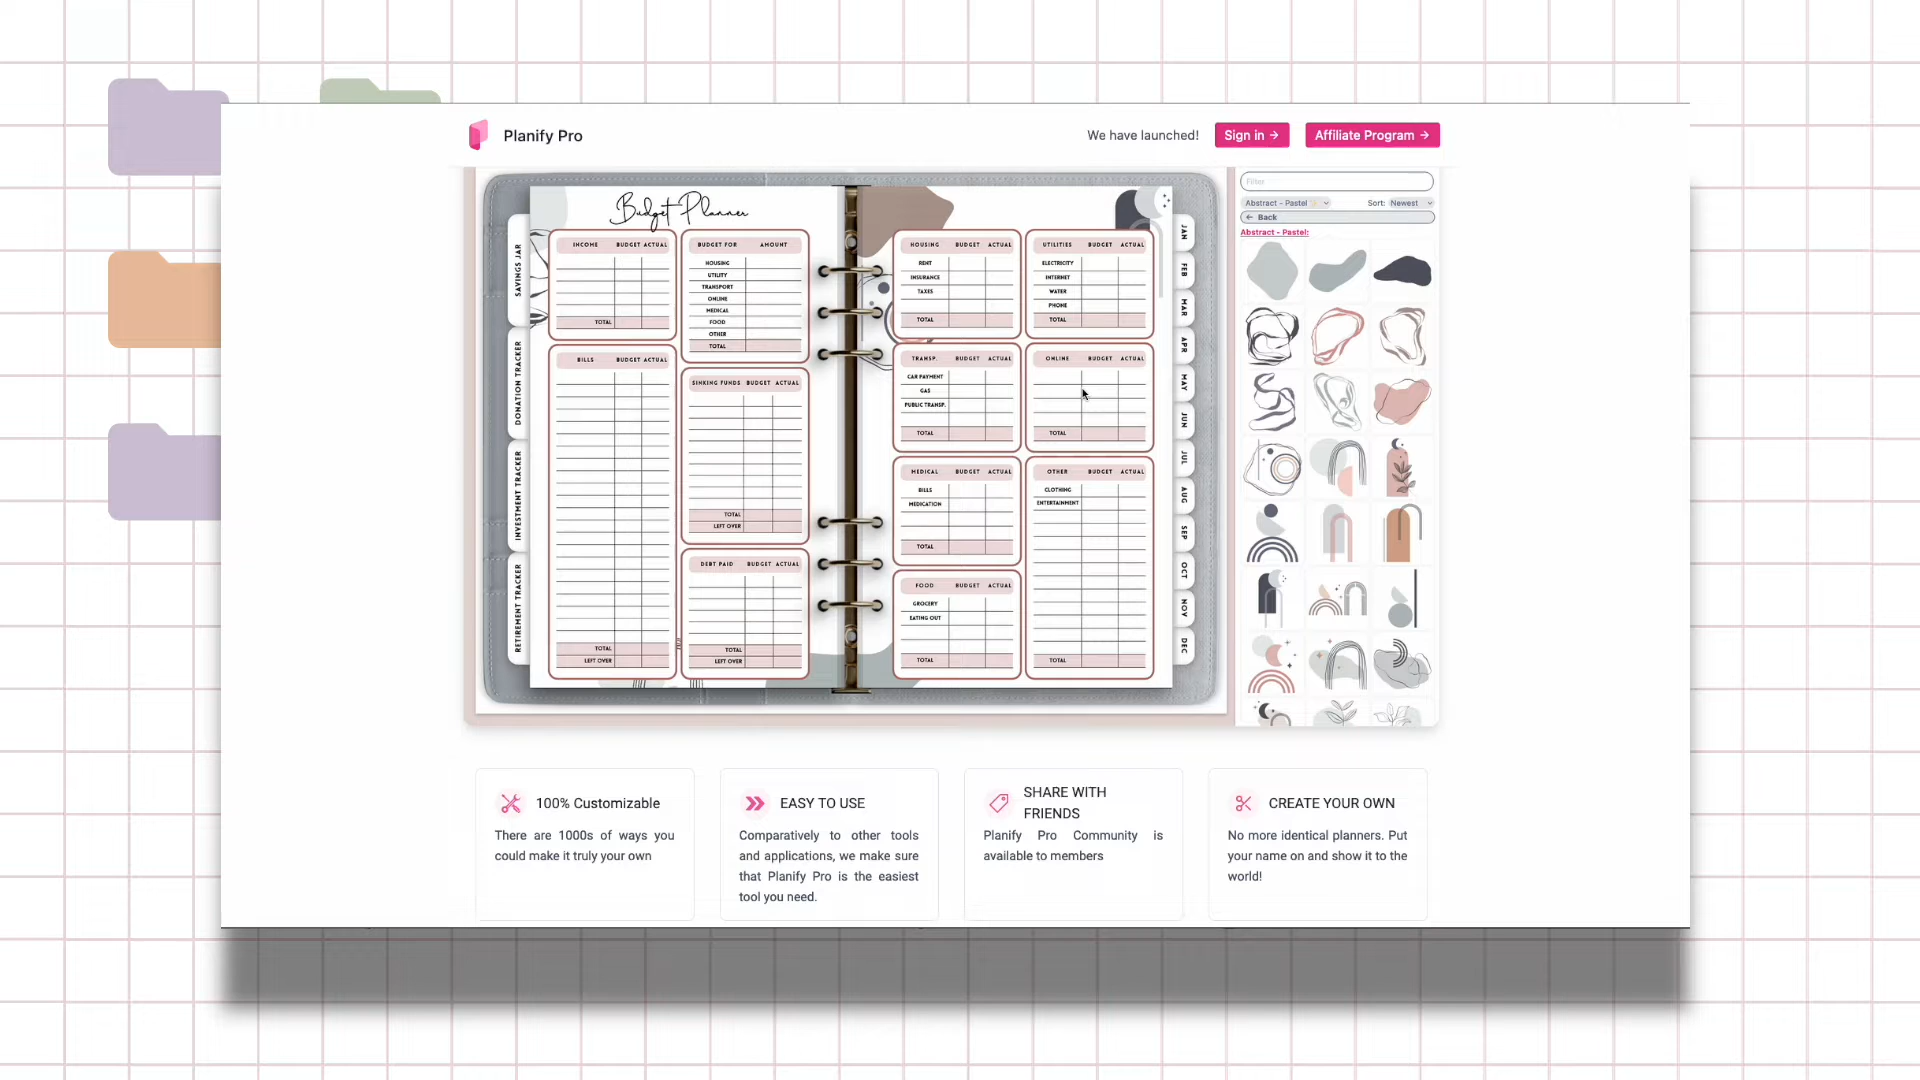 Planify Pro
We have launched!
Sign in →
Affiliate Program →
Budget Planner
SAVINGS JAR
DONATION TRACKER
INVESTMENT TRACKER
RETIREMENT TRACKER
INCOME BUDGET ACTUAL
TOTAL
BILLS BUDGET ACTUAL
TOTAL
LEFT OVER
BUDGET FOR AMOUNT
HOUSING
UTILITY
TRANSPORT
ONLINE
MEDICAL
FOOD
OTHER
TOTAL
SINKING FUNDS BUDGET ACTUAL
TOTAL
LEFT OVER
DEBT PAID BUDGET ACTUAL
TOTAL
LEFT OVER
HOUSING BUDGET ACTUAL
RENT
INSURANCE
TAXES
TOTAL
UTILITIES BUDGET ACTUAL
ELECTRICITY
INTERNET
WATER
PHONE
TOTAL
TRANSP. BUDGET ACTUAL
CAR PAYMENT
GAS
PUBLIC TRANSP.
TOTAL
ONLINE BUDGET ACTUAL
TOTAL
MEDICAL BUDGET ACTUAL
BILLS
MEDICATION
TOTAL
OTHER BUDGET ACTUAL
CLOTHING
ENTERTAINMENT
TOTAL
FOOD BUDGET ACTUAL
GROCERY
EATING OUT
TOTAL
JAN
FEB
MAR
APR
MAY
JUN
JUL
AUG
SEP
OCT
NOV
DEC
Filter
Abstract - Pastel
Sort: Newest
← Back
Abstract - Pastel:
100% Customizable
There are 1000s of ways you
could make it truly your own
EASY TO USE
Comparatively to other tools
and applications, we make sure
that Planify Pro is the easiest
tool you need.
SHARE WITH
FRIENDS
Planify Pro Community is
available to members
CREATE YOUR OWN
No more identical planners. Put
your name on and show it to the
world!